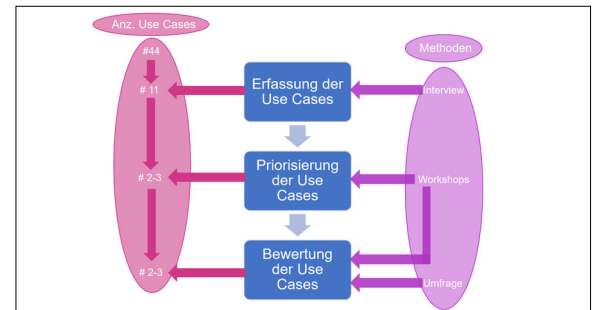 Anz. Use Cases
#44
# 11
# 2-3
# 2-3
Erfassung der
Use Cases
Priorisierung
der Use
Cases
Bewertung
der Use
Cases
Methoden
Interview
Workshops
Umfrage